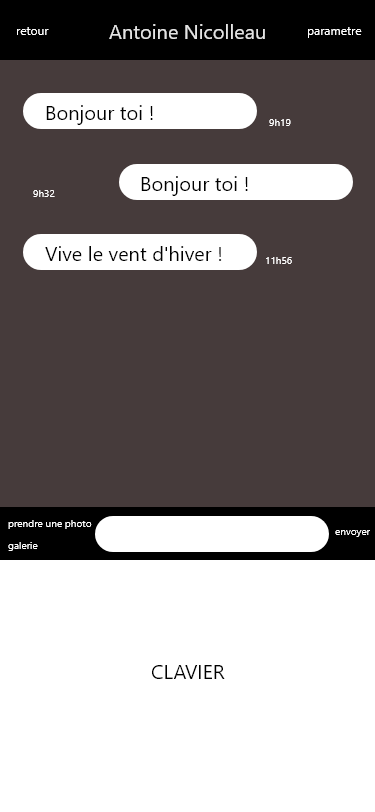 retour
Antoine Nicolleau
parametre
Bonjour toi !
9h19
9h32
Bonjour toi !
Vive le vent d'hiver !
11h56
prendre une photo
galerie
envoyer
CLAVIER